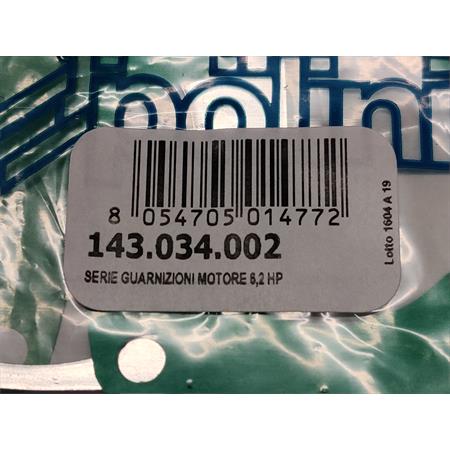 polini
8 054705 014772
143.034.002
SERIE GUARNIZIONI MOTORE 6,2 HP
Lotto 1604 A 19